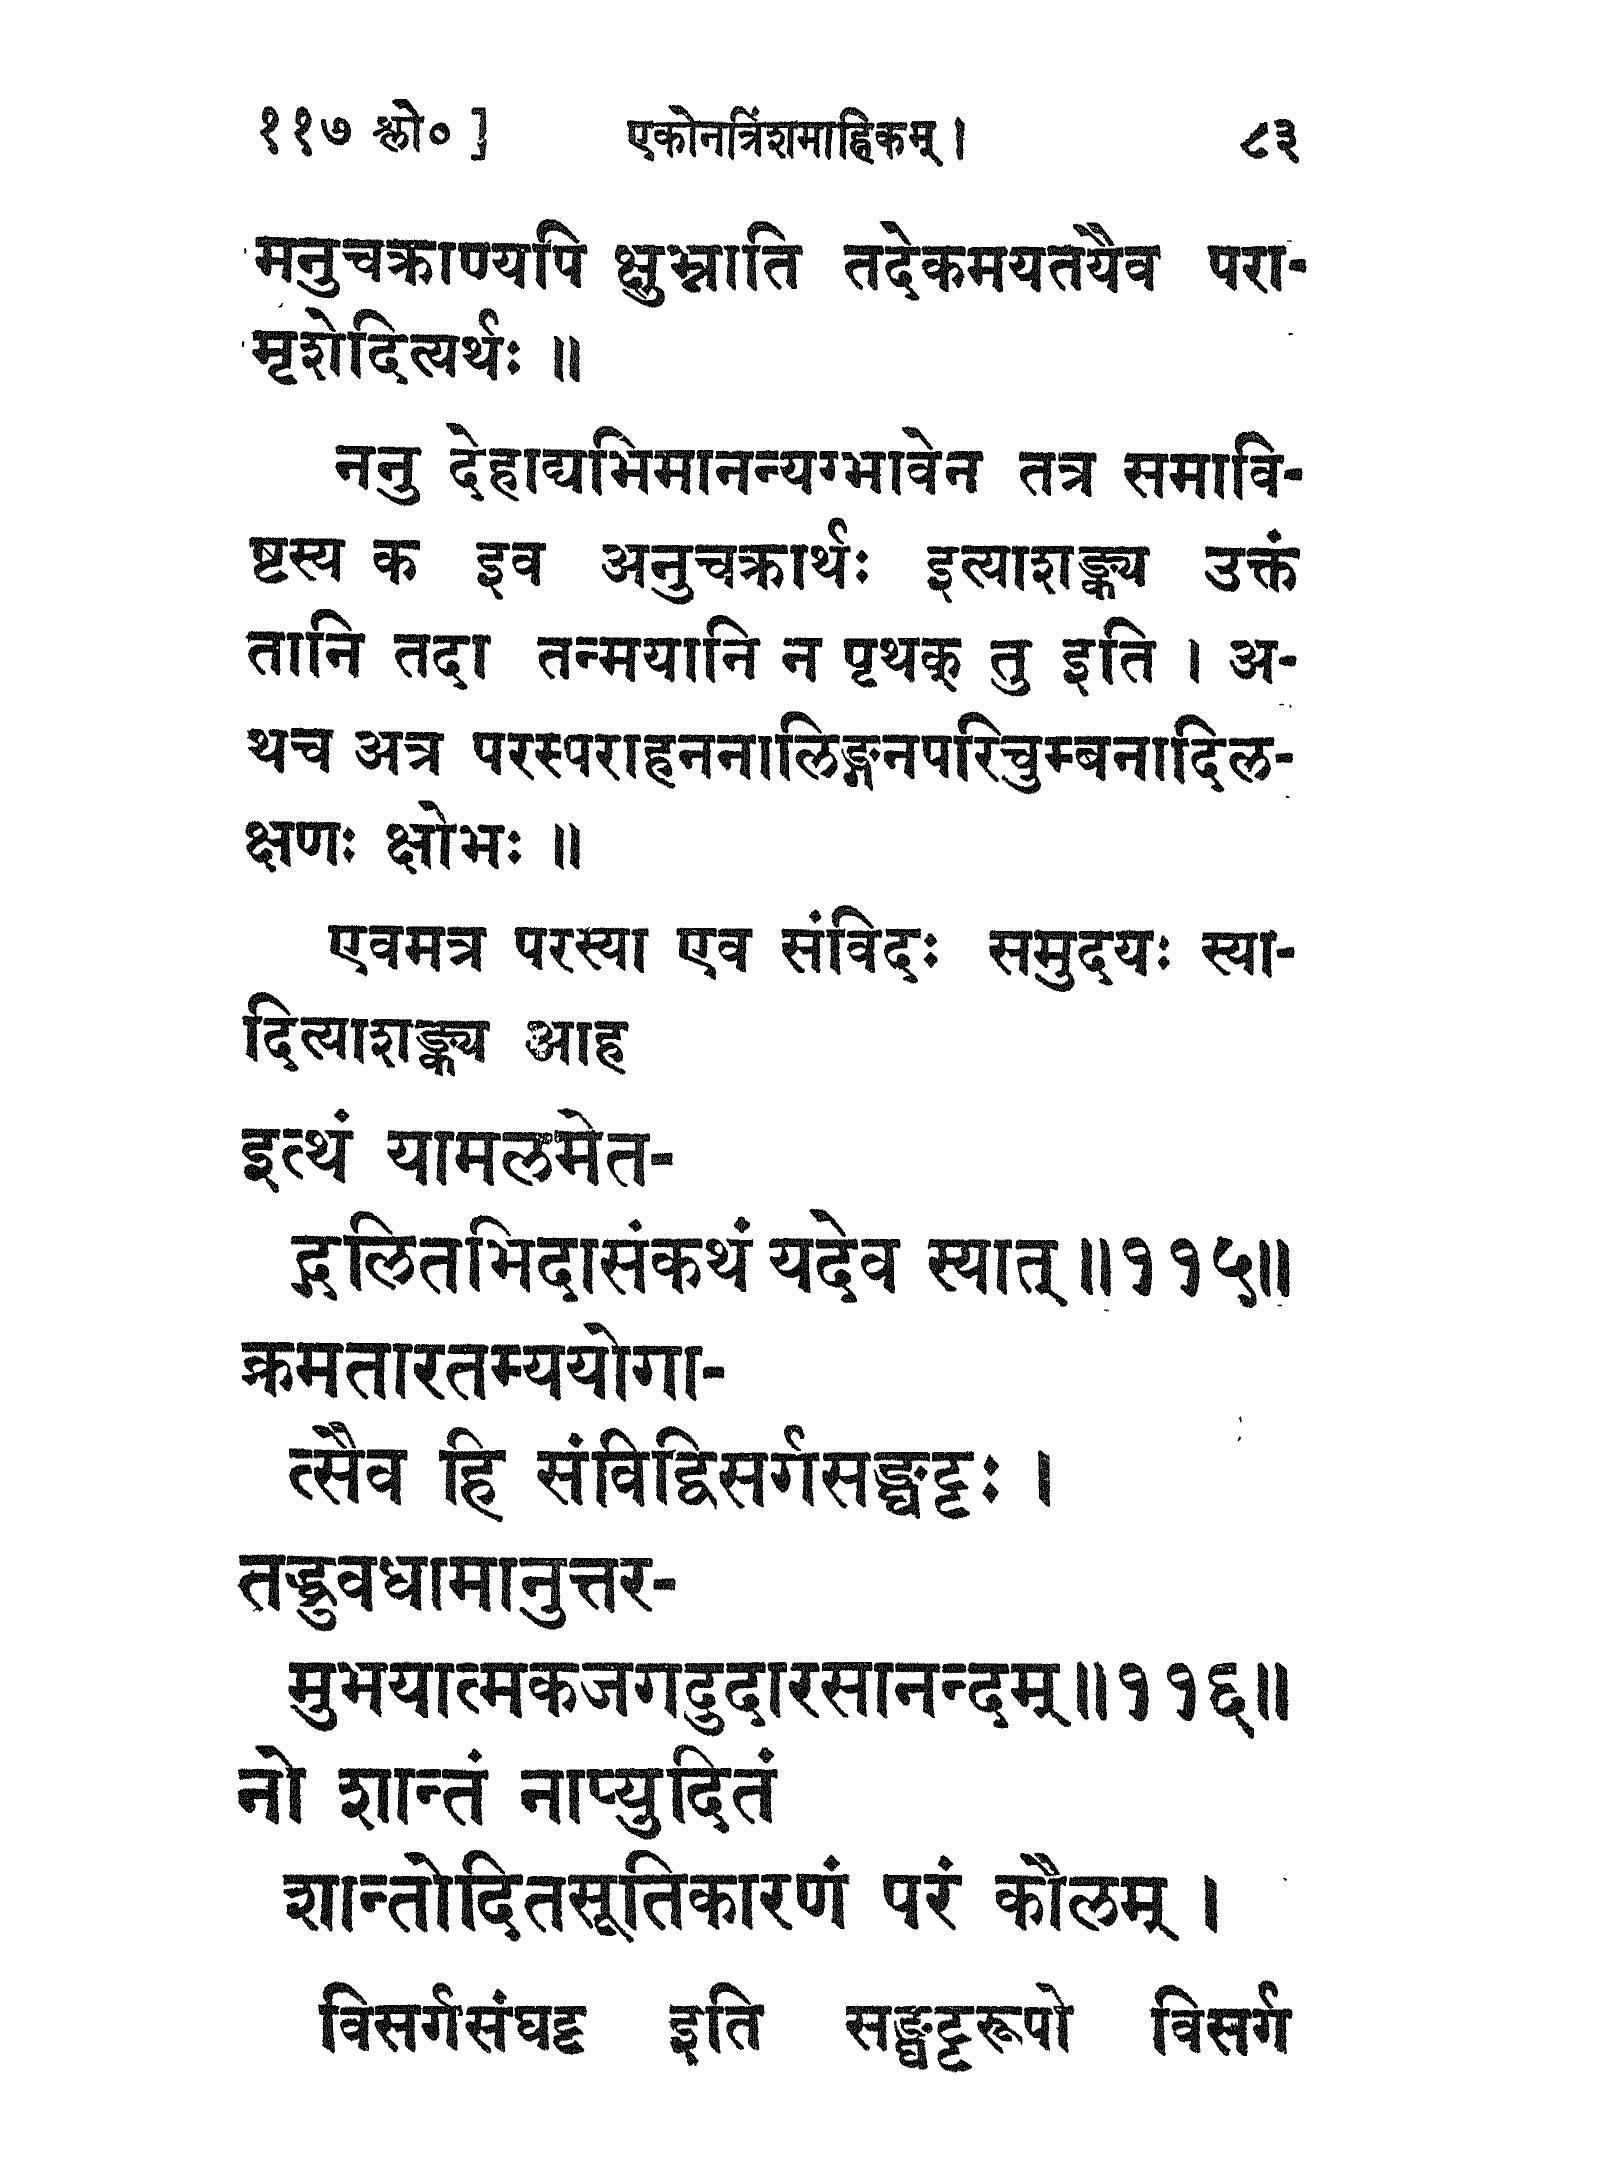 ११७ श्लो० ] एकोनत्रिंशमाह्निकम् । ८३
मनुचक्राण्यपि क्षुभ्नाति तदेकमयतयैव परा-
मृशेदित्यर्थः ॥
ननु देहाद्यभिमानन्यग्भावेन तत्र समावि-
ष्टस्य क इव अनुचक्रार्थः इत्याशङ्क्य उक्तं
तानि तदा तन्मयानि न पृथक् तु इति । अ-
थच अत्र परस्पराहननालिङ्गनपरिचुम्बनादिल-
क्षणः क्षोभः ॥
एवमत्र परस्या एव संविदः समुदयः स्या-
दित्याशङ्क्य आह
इत्थं यामलमेत-
द्गलितभिदासंकथं यदेव स्यात् ॥११५॥
क्रमतारतम्ययोगा-
त्सैव हि संविद्विसर्गसङ्घट्टः ।
तद्ध्रुवधामानुत्तर-
मुभयात्मकजगदुदारसानन्दम् ॥११६॥
नो शान्तं नाप्युदितं
शान्तोदितसूतिकारणं परं कौलम् ।
विसर्गसंघट्ट इति सङ्घट्टरूपो विसर्ग